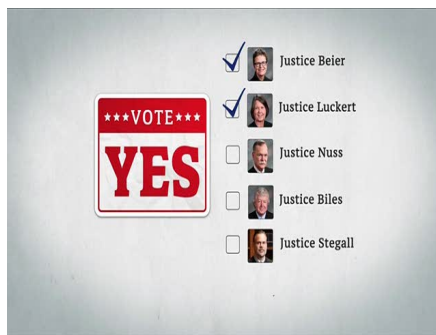 ★★★VOTE★★★
YES
Justice Beier
Justice Luckert
Justice Nuss
Justice Biles
Justice Stegall